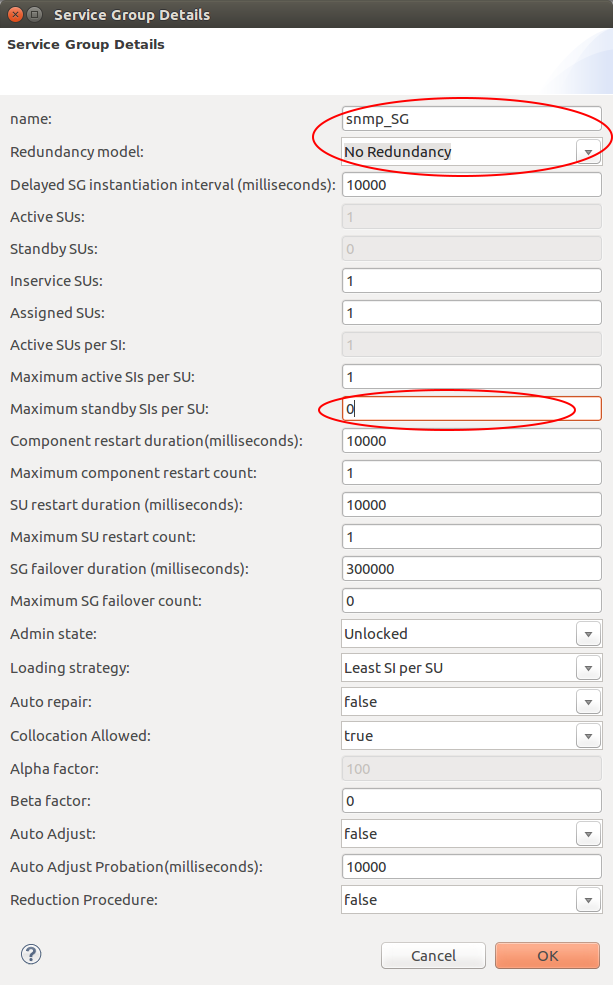 Service Group Details
Service Group Details
name: snmp_SG
Redundancy model: No Redundancy
Delayed SG instantiation interval (milliseconds): 10000
Active SUs: 1
Standby SUs: 0
Inservice SUs: 1
Assigned SUs: 1
Active SUs per SI: 1
Maximum active SIs per SU: 1
Maximum standby SIs per SU: 0
Component restart duration(milliseconds): 10000
Maximum component restart count: 1
SU restart duration (milliseconds): 10000
Maximum SU restart count: 1
SG failover duration (milliseconds): 300000
Maximum SG failover count: 0
Admin state: Unlocked
Loading strategy: Least SI per SU
Auto repair: false
Collocation Allowed: true
Alpha factor: 100
Beta factor: 0
Auto Adjust: false
Auto Adjust Probation(milliseconds): 10000
Reduction Procedure: false
? Cancel OK